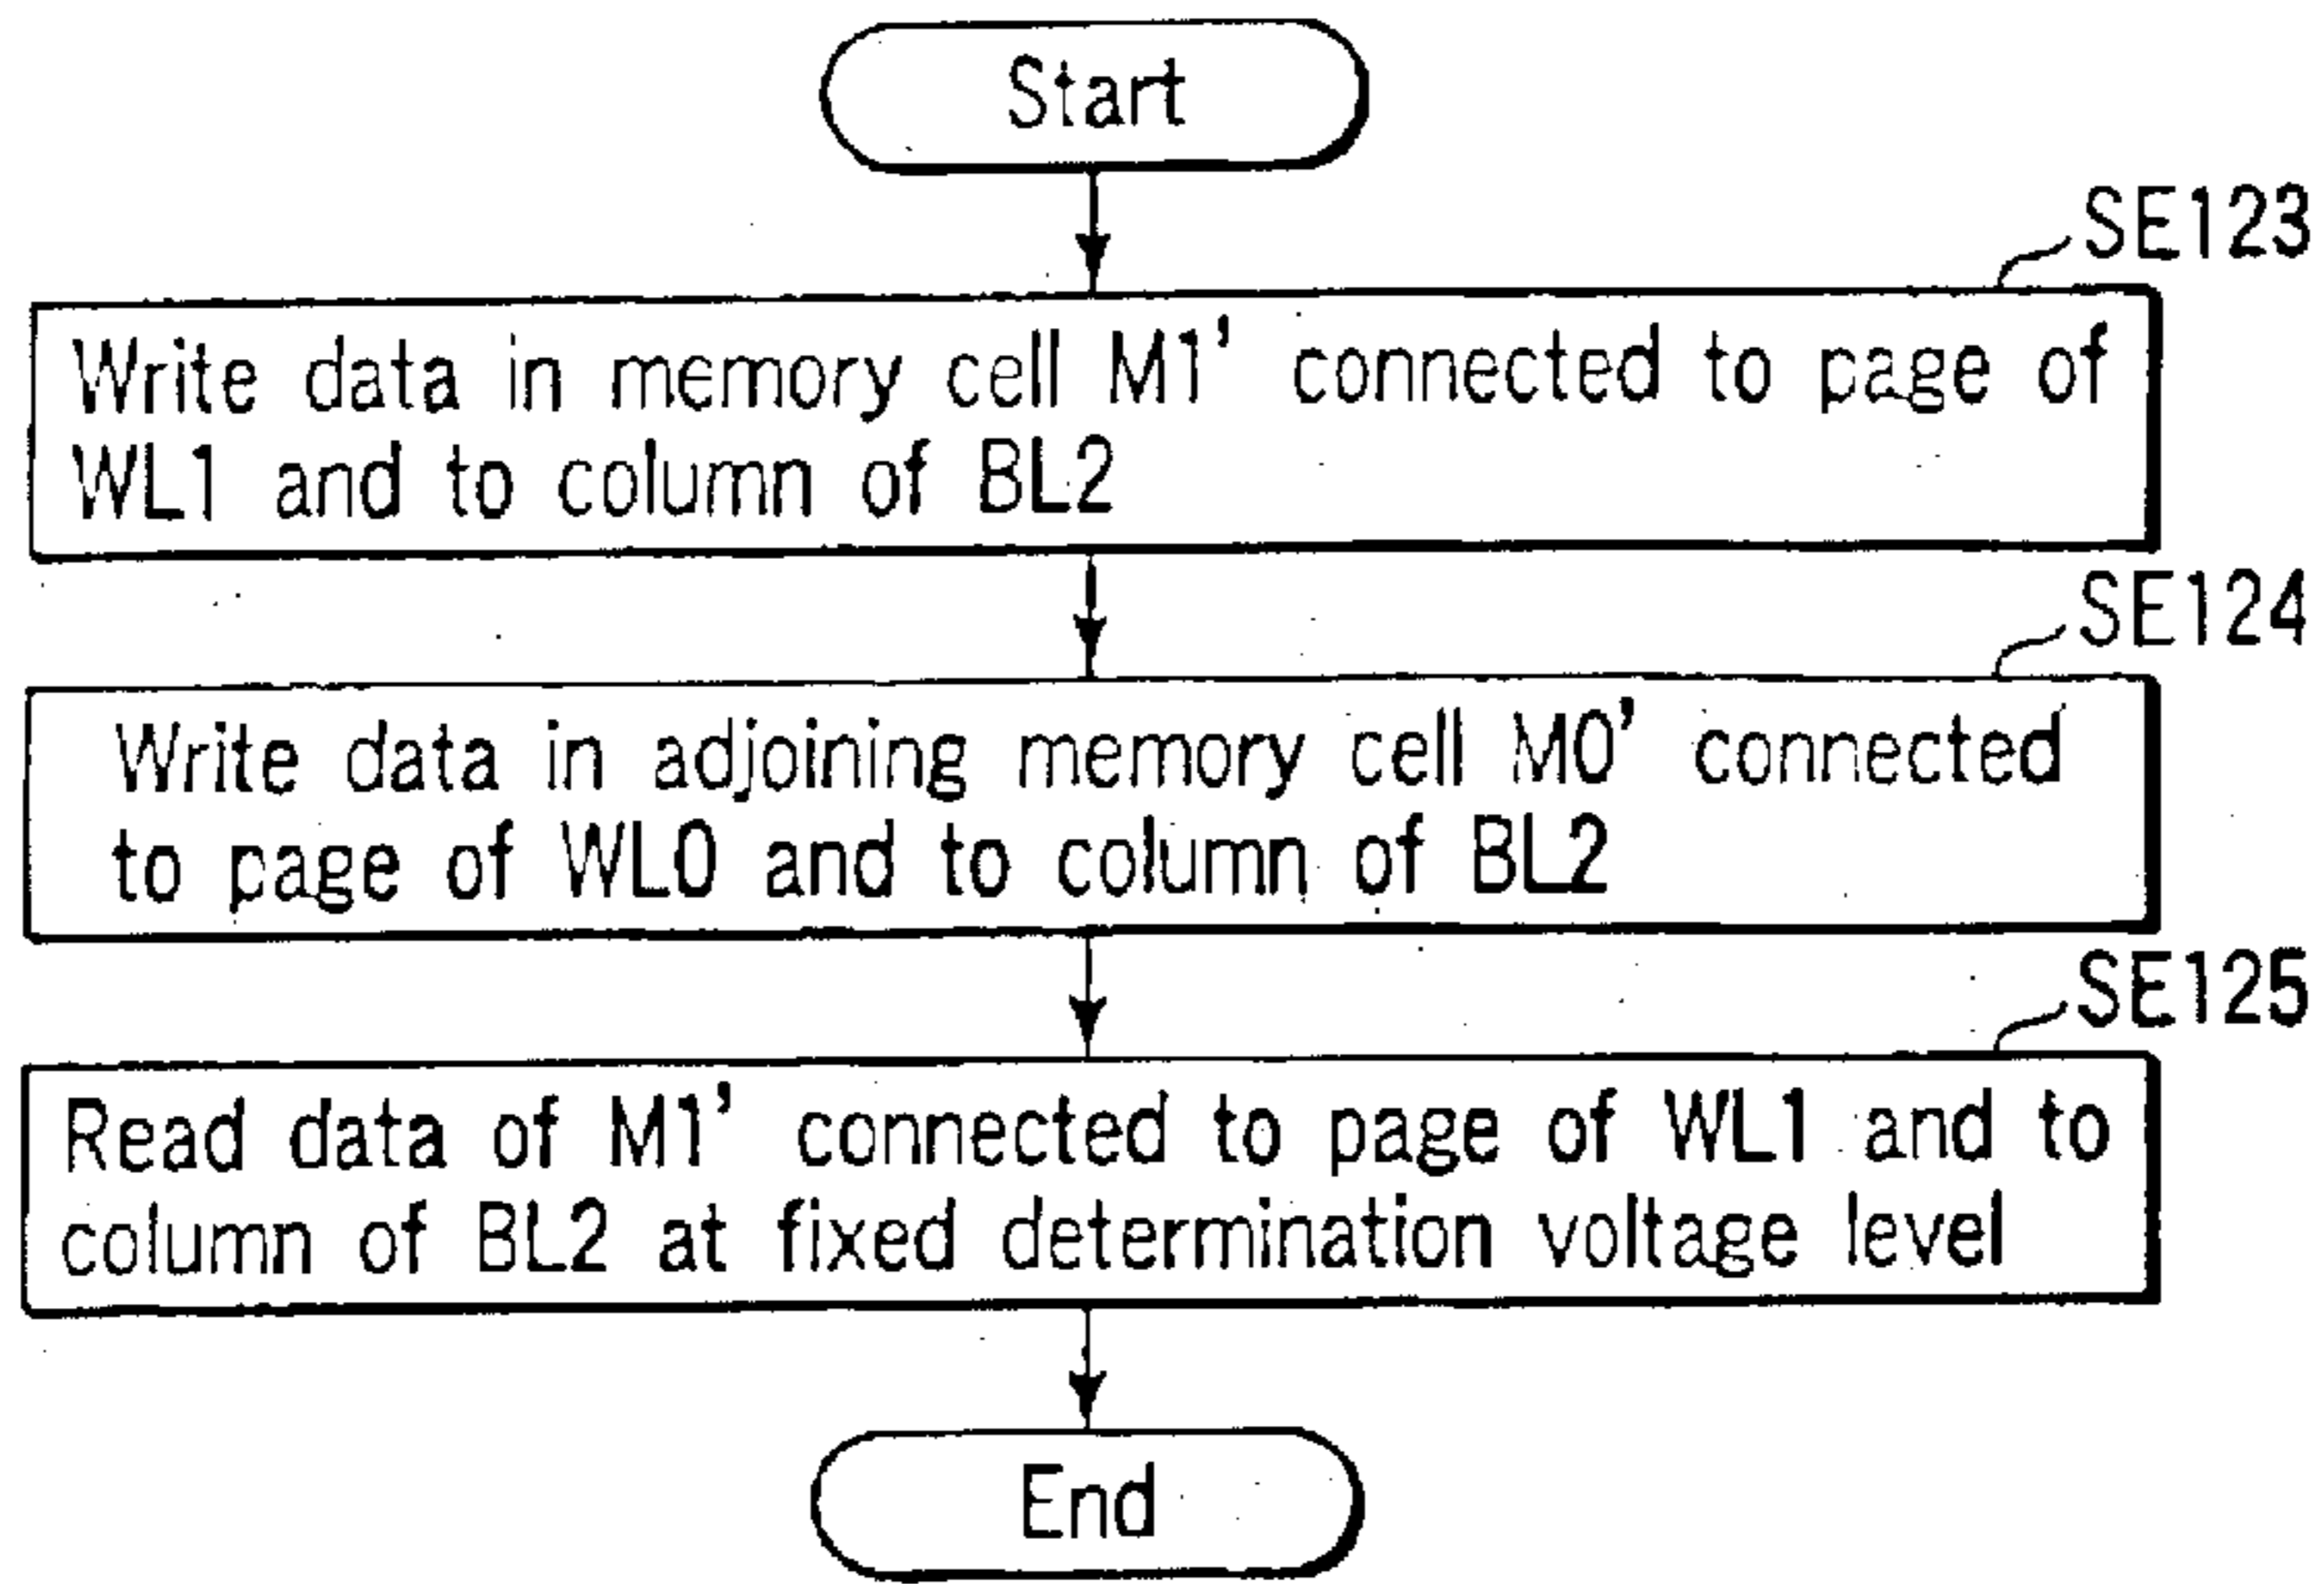 Start
SE123
Write data in memory cell M1' connected to page of
WL1 and to column of BL2
SE124
Write data in adjoining memory cell M0' connected
to page of WL0 and to column of BL2
SE125
Read data of M1' connected to page of WL1 and to
column of BL2 at fixed determination voltage level
End